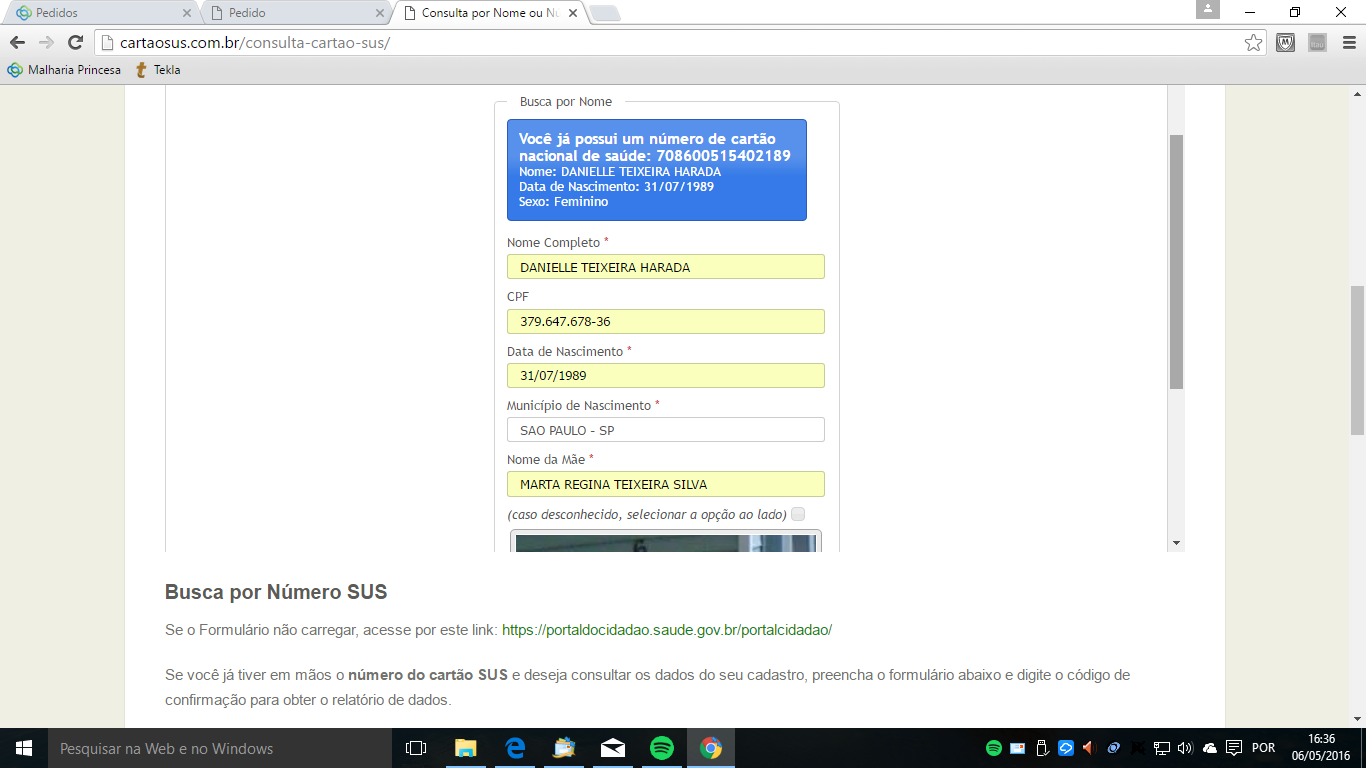 Pedidos
Pedido
Consulta por Nome ou Nú
cartaosus.com.br/consulta-cartao-sus/
Malharia Princesa
Tekla
Busca por Nome
Você já possui um número de cartão
nacional de saúde: 708600515402189
Nome: DANIELLE TEIXEIRA HARADA
Data de Nascimento: 31/07/1989
Sexo: Feminino
Nome Completo *
DANIELLE TEIXEIRA HARADA
CPF
379.647.678-36
Data de Nascimento *
31/07/1989
Município de Nascimento *
SAO PAULO - SP
Nome da Mãe *
MARTA REGINA TEIXEIRA SILVA
(caso desconhecido, selecionar a opção ao lado)
Busca por Número SUS
Se o Formulário não carregar, acesse por este link: https://portaldocidadao.saude.gov.br/portalcidadao/
Se você já tiver em mãos o número do cartão SUS e deseja consultar os dados do seu cadastro, preencha o formulário abaixo e digite o código de
confirmação para obter o relatório de dados.
Pesquisar na Web e no Windows
POR
16:36
06/05/2016